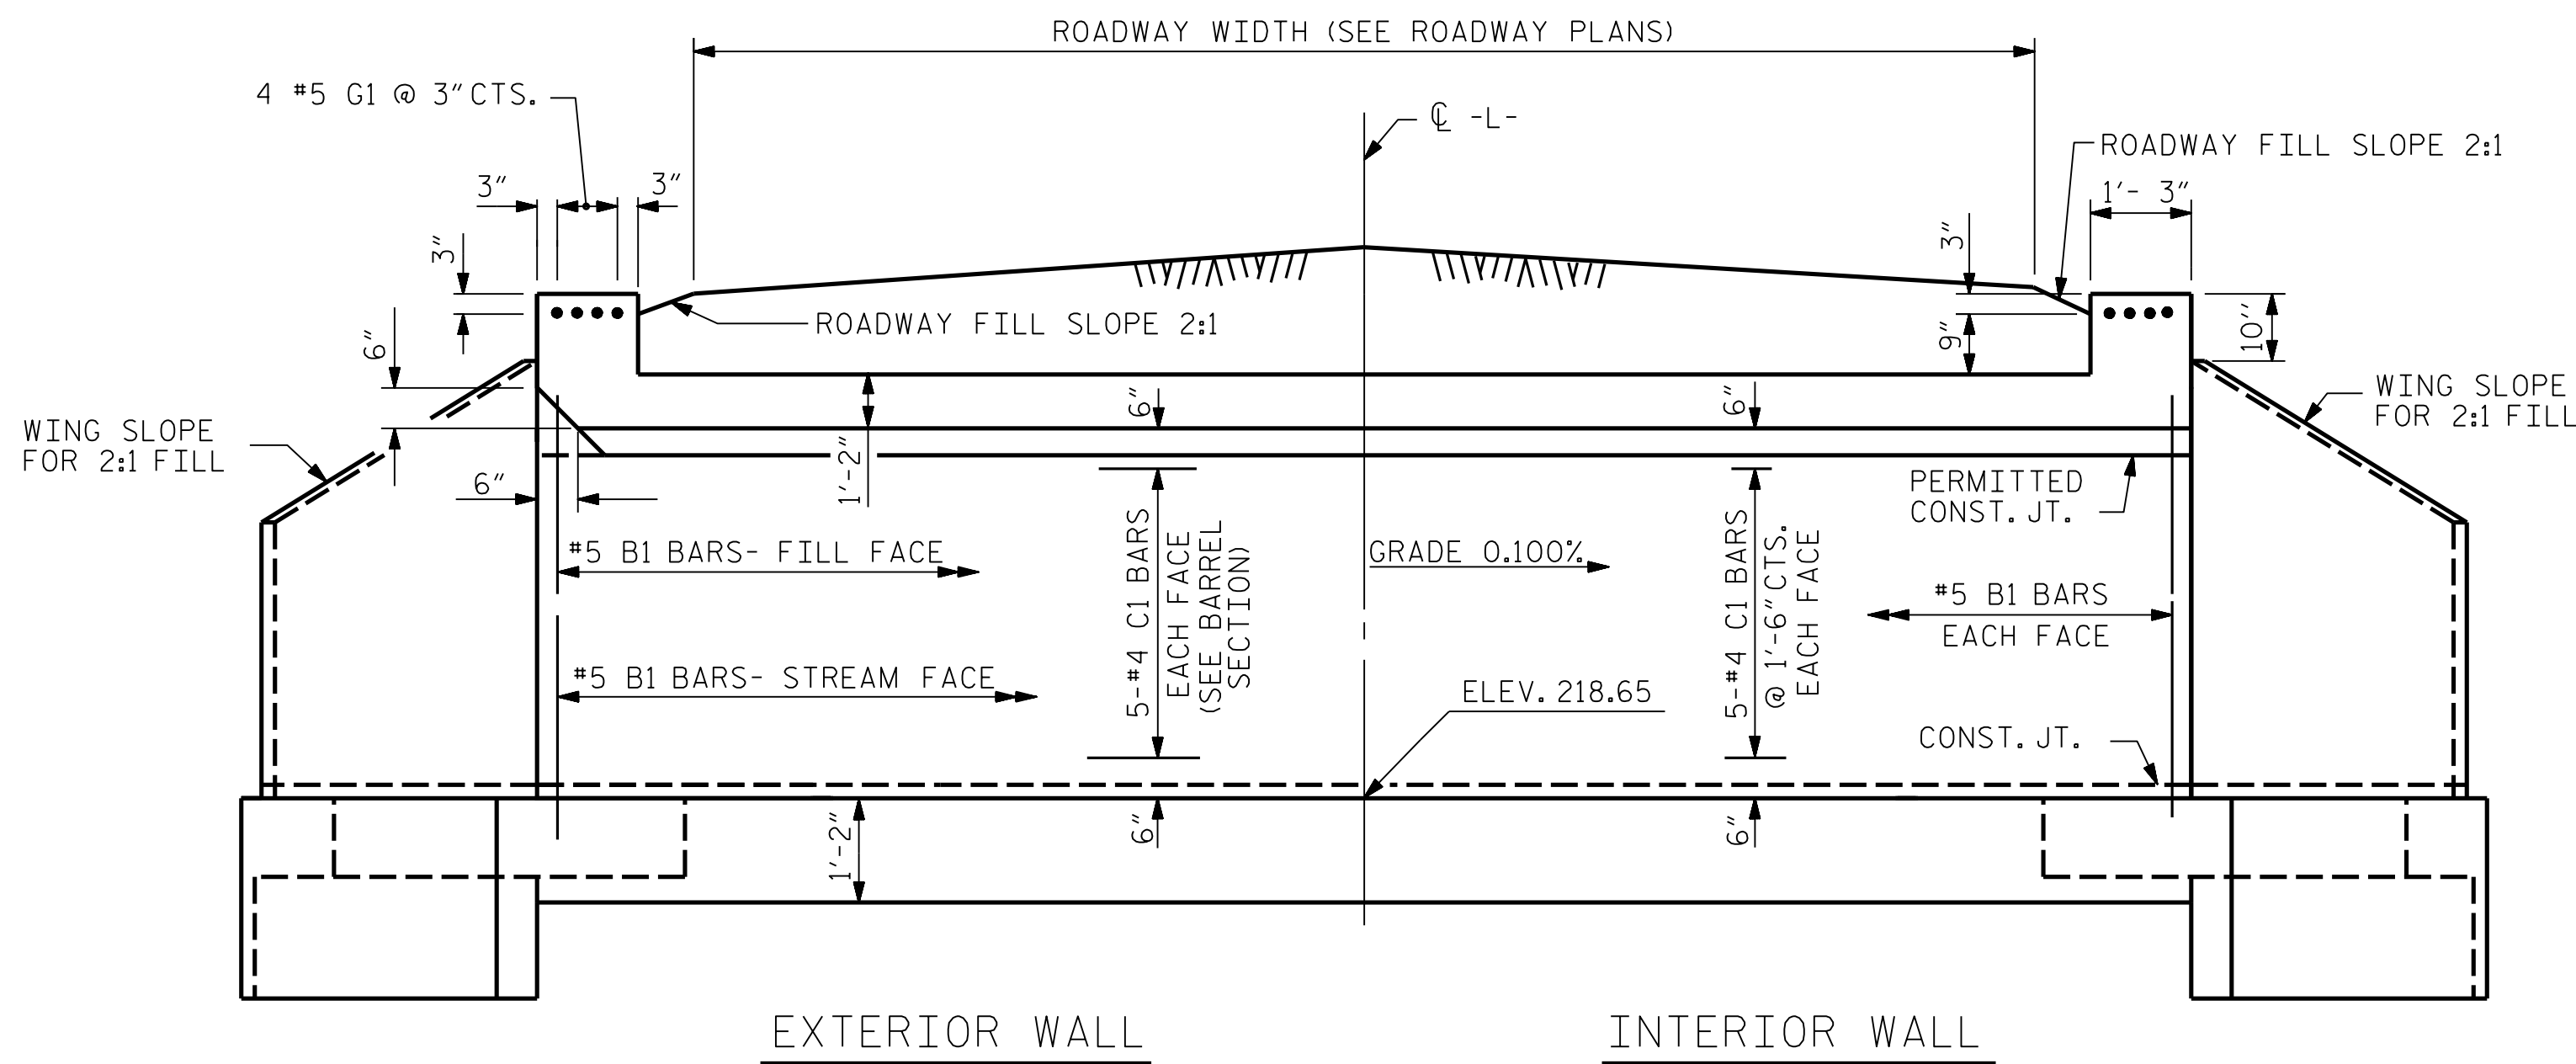 ROADWAY WIDTH (SEE ROADWAY PLANS)
4 #5 G1 @ 3" CTS.
℄ -L-
ROADWAY FILL SLOPE 2:1
3"
3"
1'- 3"
3"
3"
10''
ROADWAY FILL SLOPE 2:1
6"
9"
WING SLOPE
FOR 2:1 FILL
6"
6"
WING SLOPE
FOR 2:1 FILL
6"
1'-2"
PERMITTED
CONST. JT.
#5 B1 BARS- FILL FACE
5-#4 C1 BARS
EACH FACE
(SEE BARREL
SECTION)
GRADE 0.100%
5-#4 C1 BARS
@ 1'-6" CTS.
EACH FACE
#5 B1 BARS
EACH FACE
#5 B1 BARS- STREAM FACE
ELEV. 218.65
CONST. JT.
1'-2"
6"
6"
EXTERIOR WALL
INTERIOR WALL